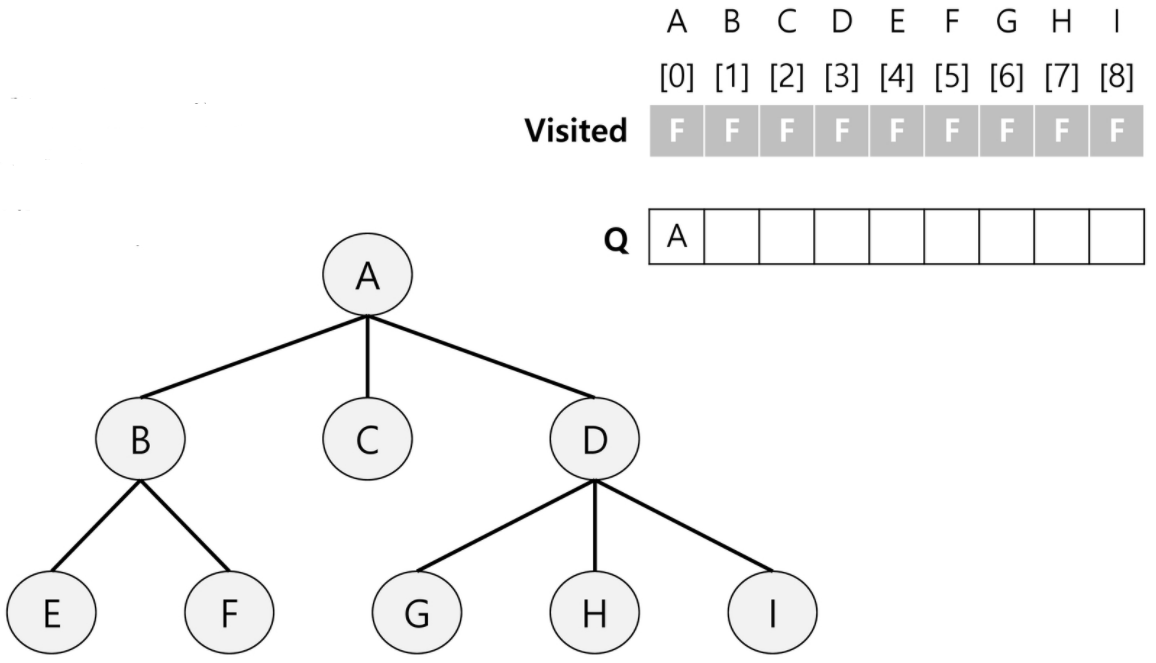 A B C D E F G H I
[0] [1] [2] [3] [4] [5] [6] [7] [8]
Visited F F F F F F F F F
Q A
A
B C D
E F G H I